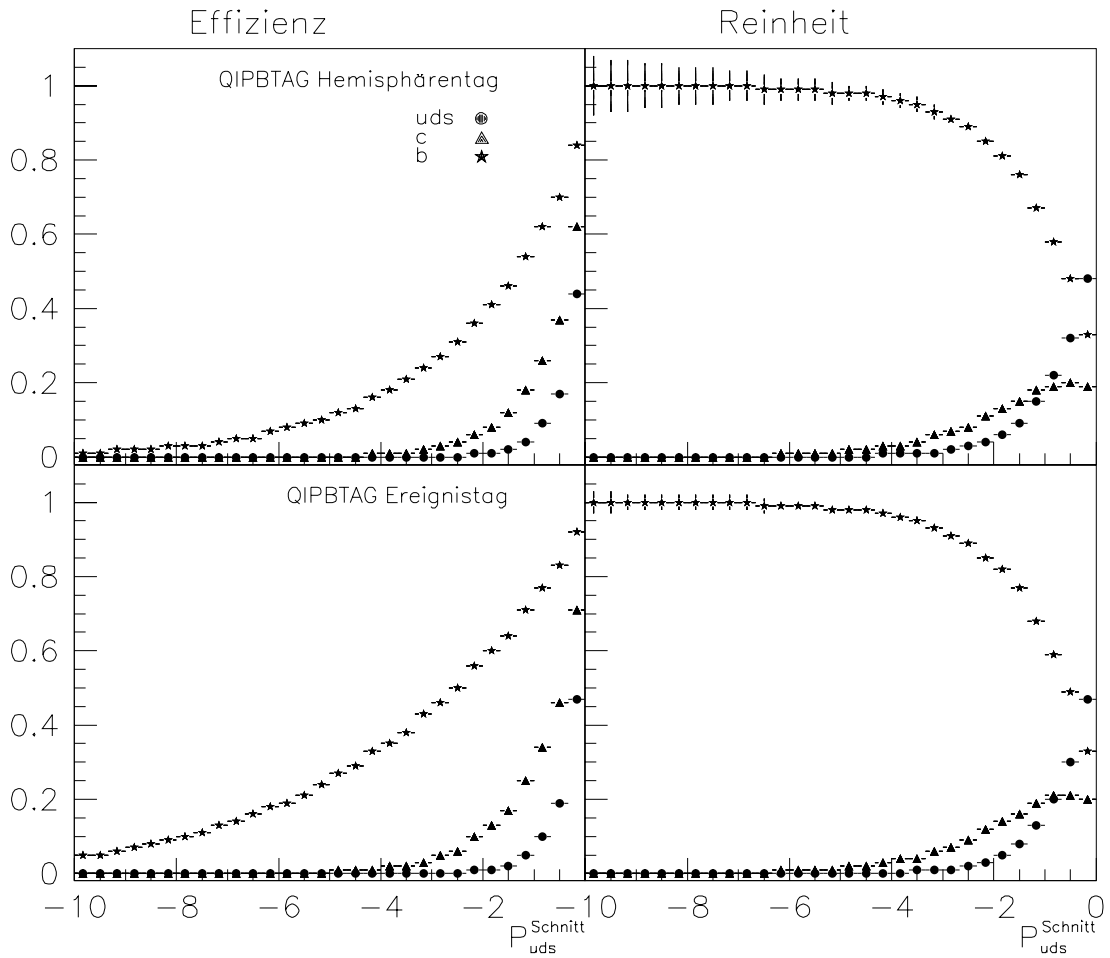 Effizienz
Reinheit
QIPBTAG Hemisphärentag
uds
c
b
1
0.8
0.6
0.4
0.2
0
QIPBTAG Ereignistag
1
0.8
0.6
0.4
0.2
0
−10 −8 −6 −4 −2 −10 −8 −6 −4 −2 0
P uds Schnitt
P uds Schnitt